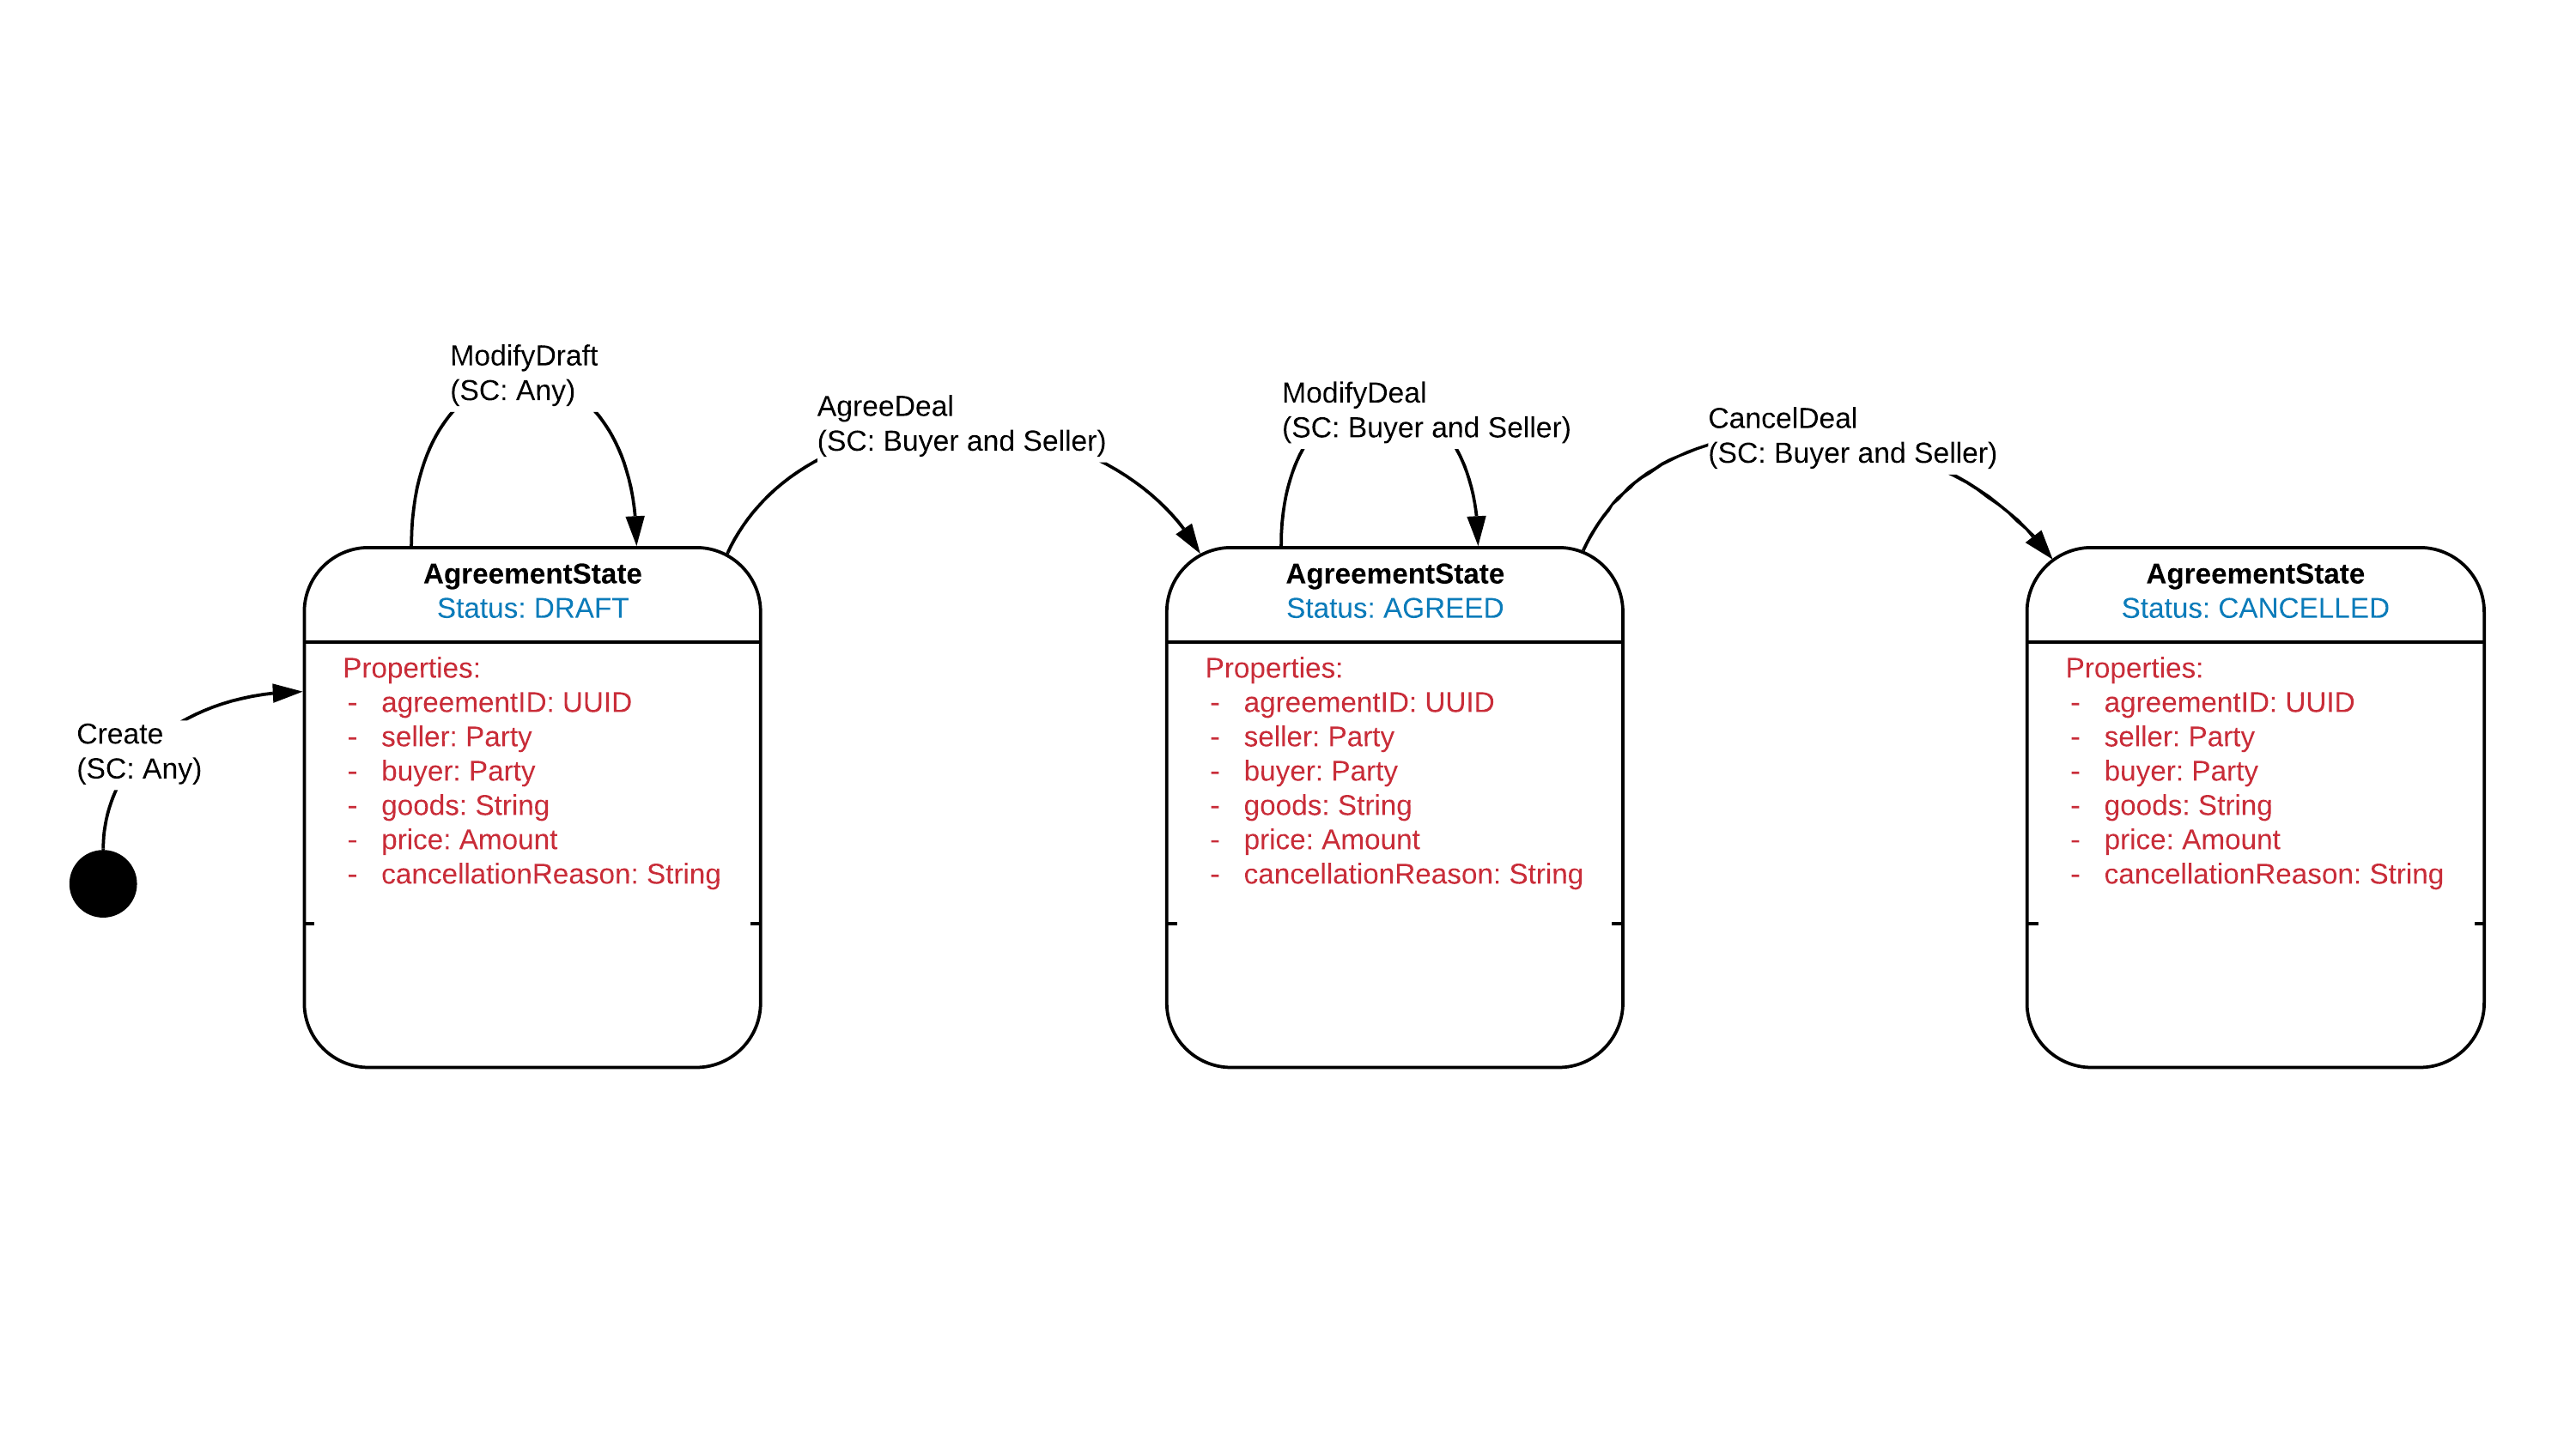 ModifyDraft
(SC: Any)
AgreeDeal
(SC: Buyer and Seller)
ModifyDeal
(SC: Buyer and Seller)
CancelDeal
(SC: Buyer and Seller)
Create
(SC: Any)
AgreementState
Status: DRAFT
Properties:
- agreementID: UUID
- seller: Party
- buyer: Party
- goods: String
- price: Amount
- cancellationReason: String
AgreementState
Status: AGREED
Properties:
- agreementID: UUID
- seller: Party
- buyer: Party
- goods: String
- price: Amount
- cancellationReason: String
AgreementState
Status: CANCELLED
Properties:
- agreementID: UUID
- seller: Party
- buyer: Party
- goods: String
- price: Amount
- cancellationReason: String